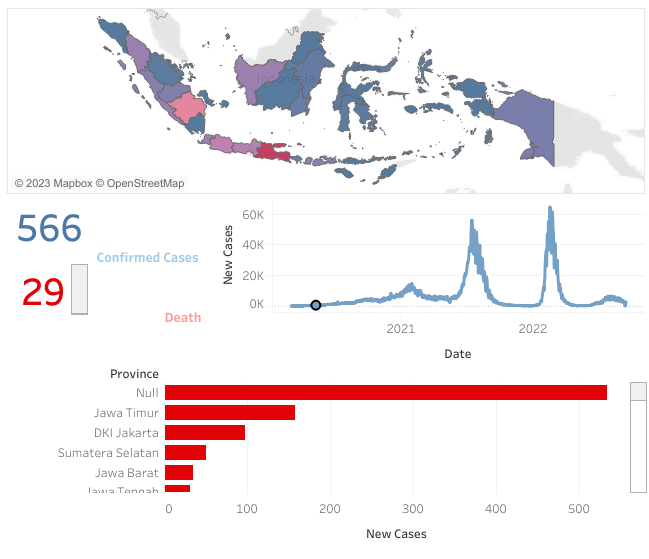 Indonesia
© 2023 Mapbox © OpenStreetMap
566
Confirmed Cases
29
Death
New Cases
60K
40K
20K
0K
2021
2022
Date
Province
Null
Jawa Timur
DKI Jakarta
Sumatera Selatan
Jawa Barat
Jawa Tengah
0
100
200
300
400
500
New Cases